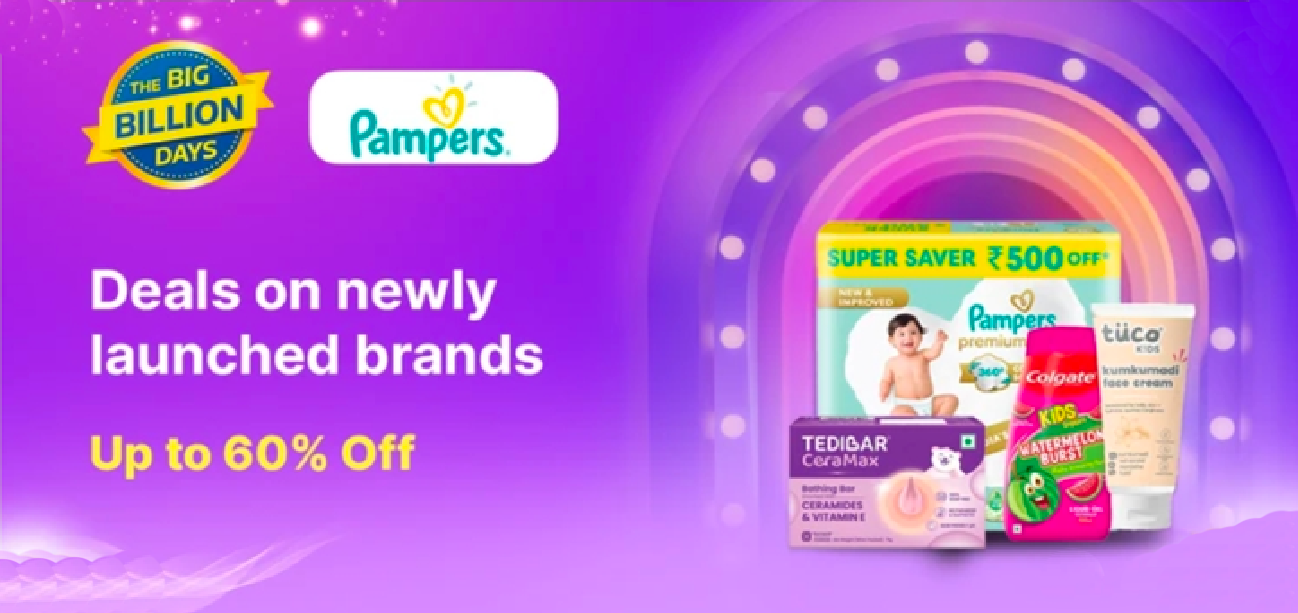 THE BIG
BILLION
DAYS
Pampers.
Deals on newly
launched brands
Up to 60% Off
SUPER SAVER ₹500 OFF*
NEW &
IMPROVED
Pampers
premium
360°
TEDIBAR
CeraMax
Bathing Bar
CERAMIDES
& VITAMIN E
Colgate
KIDS
WATERMELON
BURST
tüco
KIDS
kumkumadi
face cream